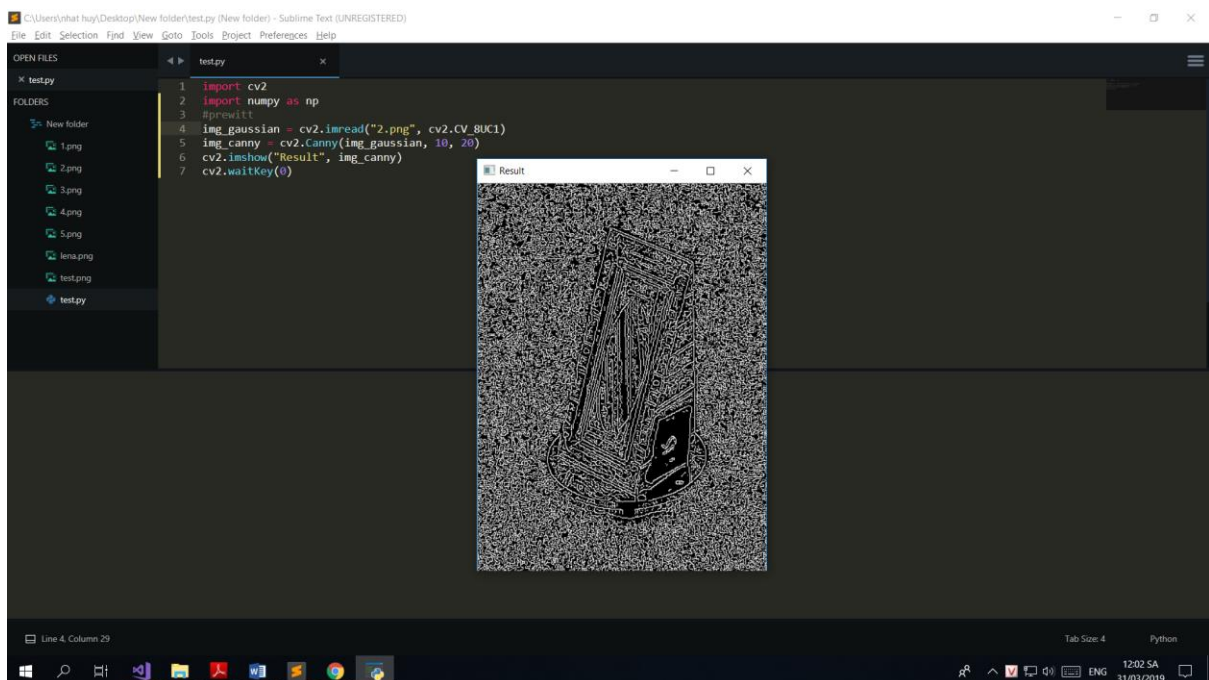 C:\Users\nhat huy\Desktop\New folder\test.py (New folder) - Sublime Text (UNREGISTERED)
File Edit Selection Find View Goto Tools Project Preferences Help
OPEN FILES
× test.py
FOLDERS
New folder
1.png
2.png
3.png
4.png
5.png
lena.png
test.png
test.py
test.py ×
1 import cv2
2 import numpy as np
3 #prewitt
4 img_gaussian = cv2.imread("2.png", cv2.CV_8UC1)
5 img_canny = cv2.Canny(img_gaussian, 10, 20)
6 cv2.imshow("Result", img_canny)
7 cv2.waitKey(0)
Result
Line 4, Column 29
Tab Size: 4
Python
ENG
12:02 SA
31/03/2019